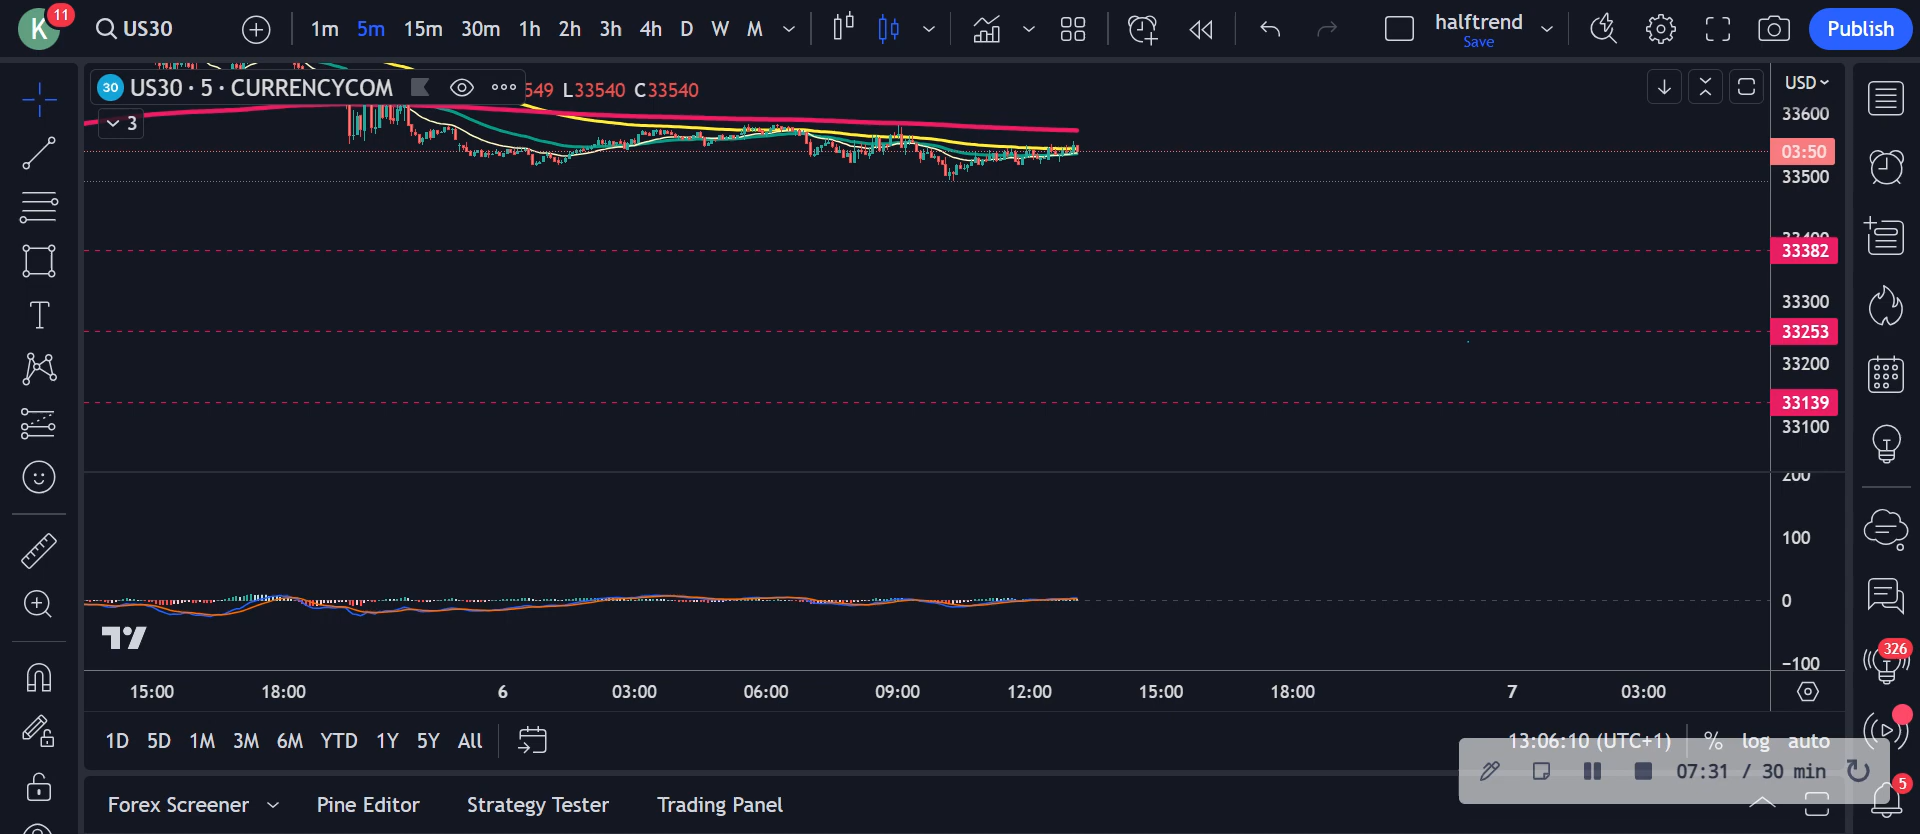 K 11 US30 1m 5m 15m 30m 1h 2h 3h 4h D W M halftrend Save Publish
30 US30 · 5 · CURRENCYCOM 549 L33540 C33540
3
USD
33600
03:50
33500
33400
33382
33300
33253
33200
33139
33100
200
100
0
−100
15:00 18:00 6 03:00 06:00 09:00 12:00 15:00 18:00 7 03:00
1D 5D 1M 3M 6M YTD 1Y 5Y All 13:06:10 (UTC+1) % log auto
07:31 / 30 min
Forex Screener Pine Editor Strategy Tester Trading Panel
326
5